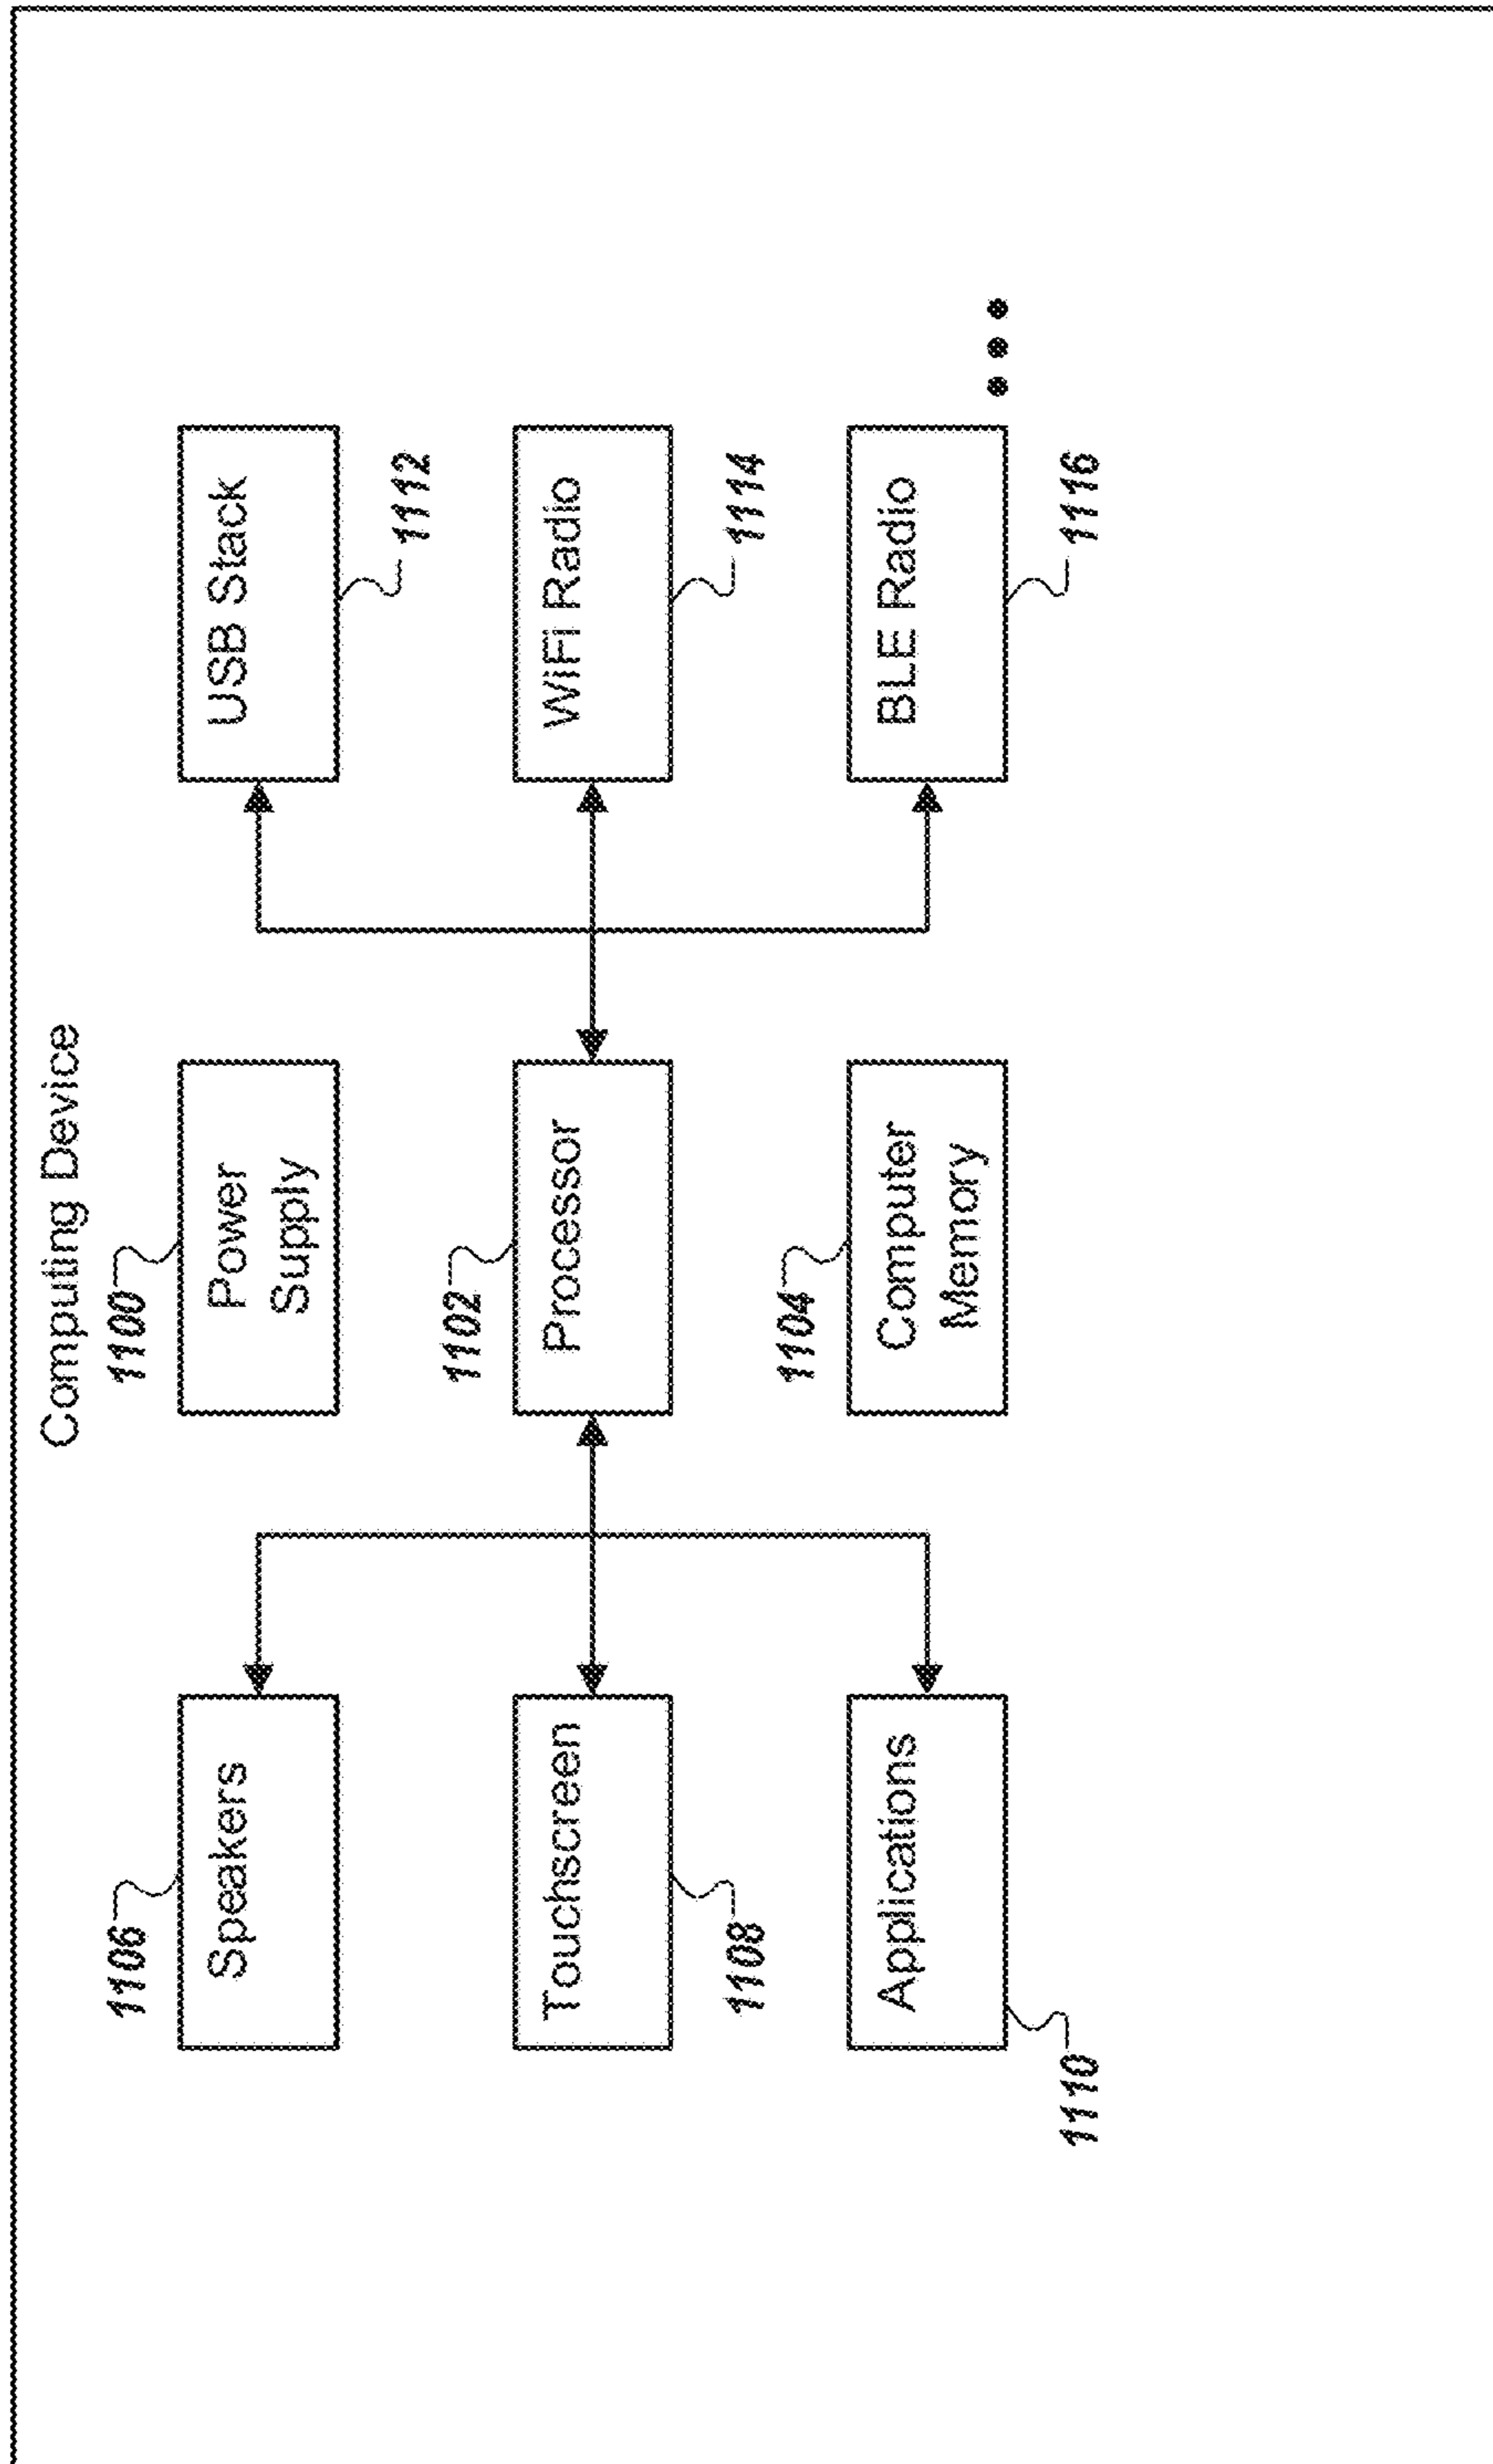 Computing Device
1106
Speakers
1100
Power
Supply
USB Stack
1112
Touchscreen
1108
1102
Processor
WiFi Radio
1114
Applications
1110
1104
Computer
Memory
BLE Radio
1116